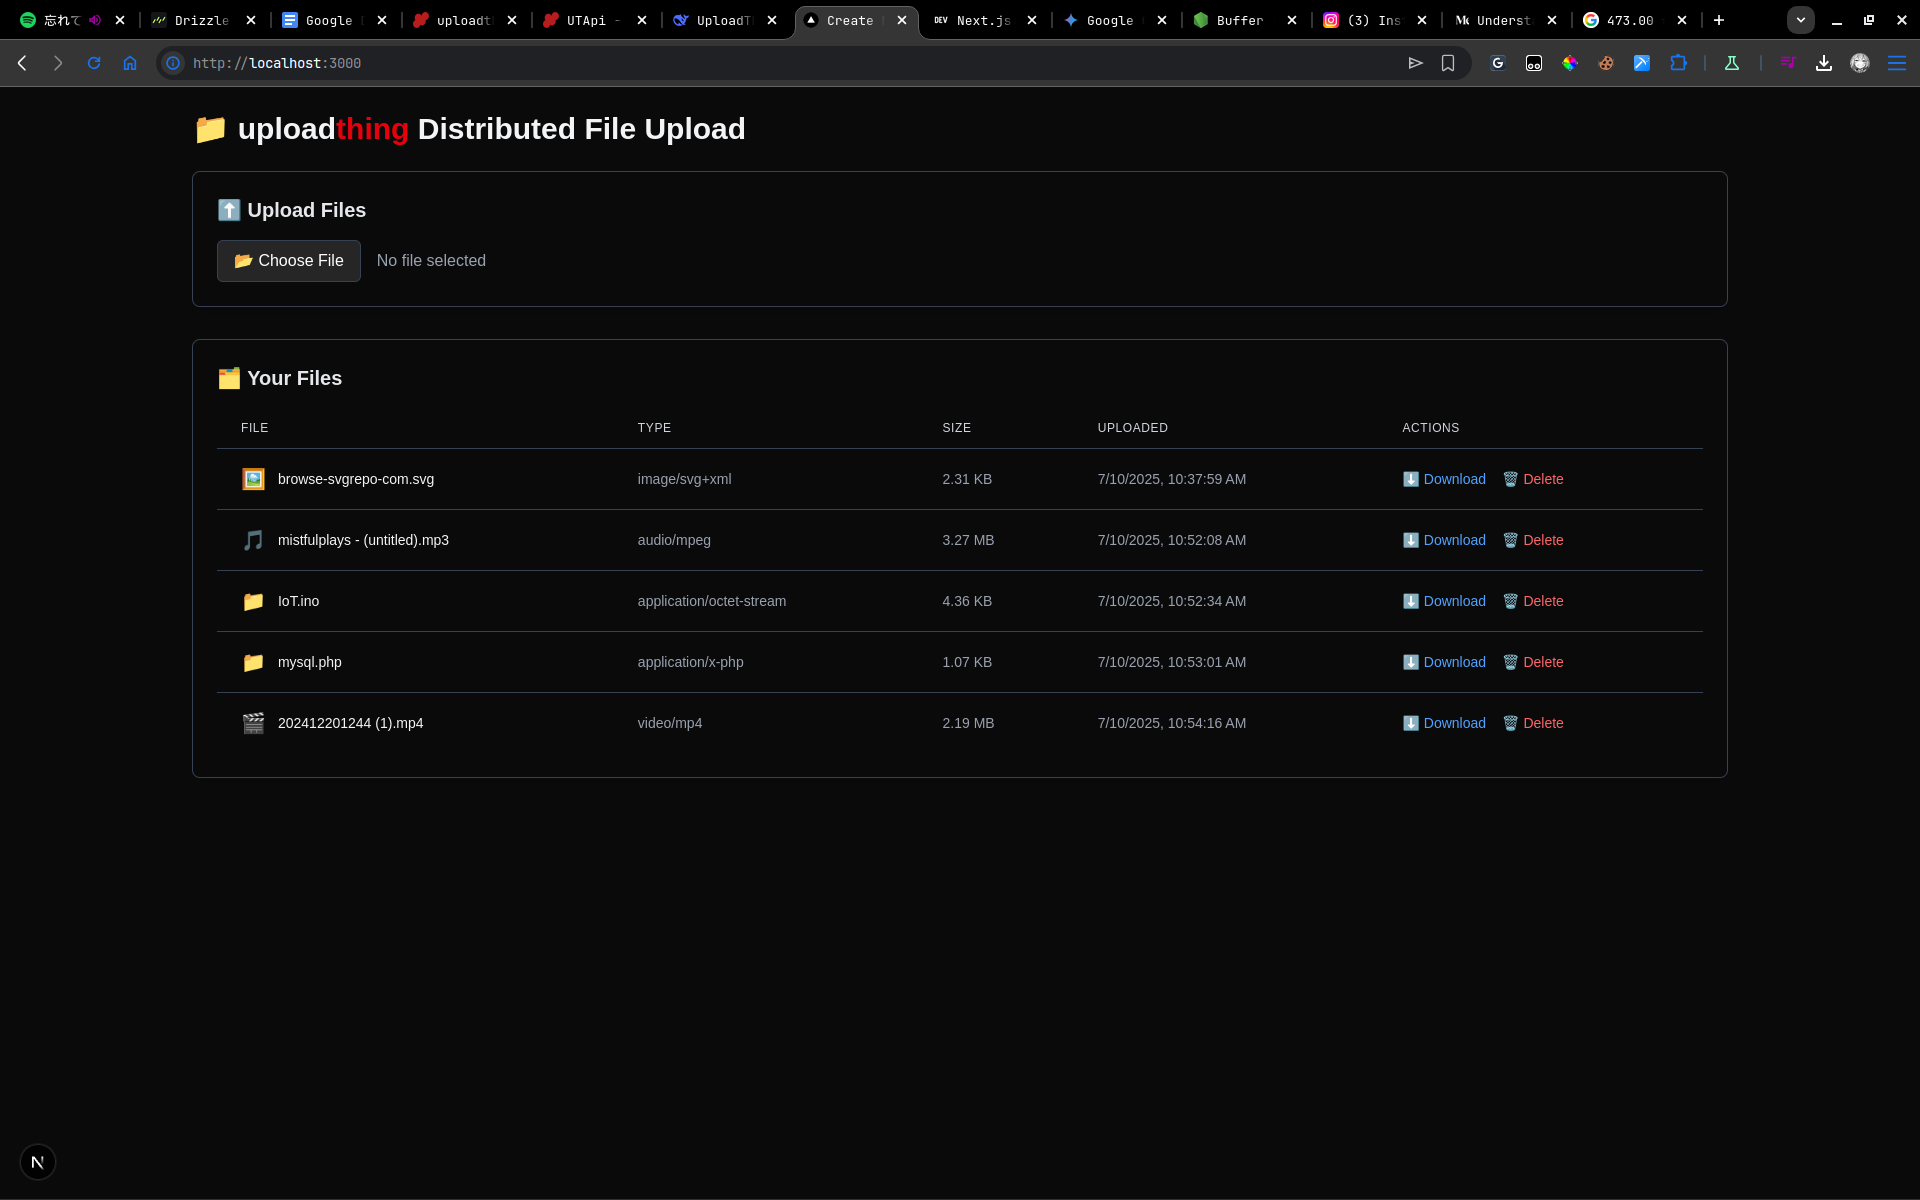 忘れて
Drizzle
Google
upload
UTApi -
Upload
Create
DEV Next.js
Google
Buffer
(3) Ins
Underst
473.00
http://localhost:3000
📁 uploadthing Distributed File Upload
⬆️ Upload Files
📂 Choose File No file selected
🗂️ Your Files
FILE TYPE SIZE UPLOADED ACTIONS
browse-svgrepo-com.svg image/svg+xml 2.31 KB 7/10/2025, 10:37:59 AM Download Delete
mistfulplays - (untitled).mp3 audio/mpeg 3.27 MB 7/10/2025, 10:52:08 AM Download Delete
IoT.ino application/octet-stream 4.36 KB 7/10/2025, 10:52:34 AM Download Delete
mysql.php application/x-php 1.07 KB 7/10/2025, 10:53:01 AM Download Delete
202412201244 (1).mp4 video/mp4 2.19 MB 7/10/2025, 10:54:16 AM Download Delete